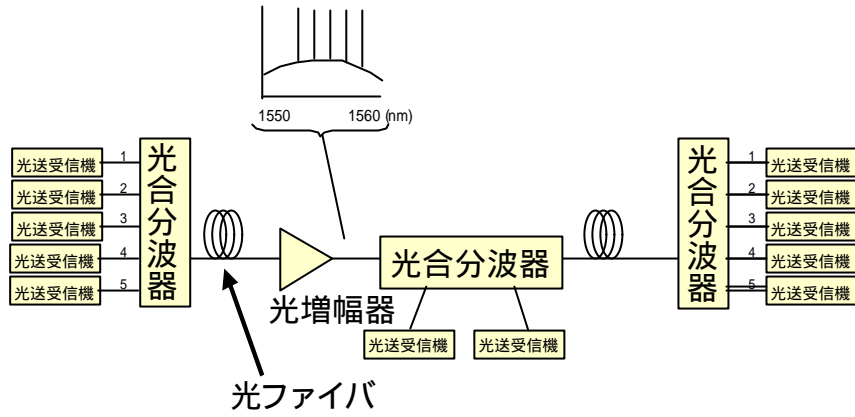 1550 1560 (nm)
光送受信機 1
光送受信機 2
光送受信機 3
光送受信機 4
光送受信機 5
光合分波器
光増幅器
光ファイバ
光合分波器
光送受信機 光送受信機
光合分波器
1 光送受信機
2 光送受信機
3 光送受信機
4 光送受信機
5 光送受信機